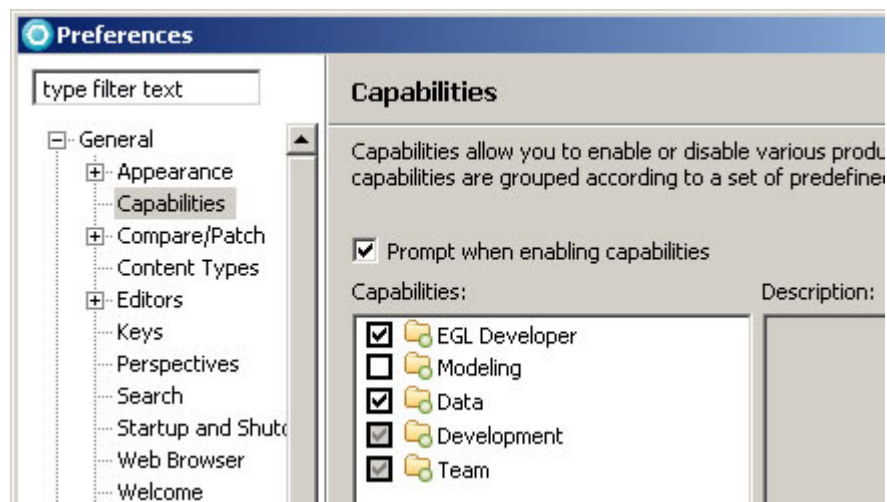 Preferences
type filter text
General
Appearance
Capabilities
Compare/Patch
Content Types
Editors
Keys
Perspectives
Search
Startup and
Web Browser
Welcome
Capabilities
Capabilities allow you to enable or disable various
capabilities are grouped according to a set of
Prompt when enabling capabilities
Capabilities:
Description:
EGL Developer
Modeling
Data
Development
Team